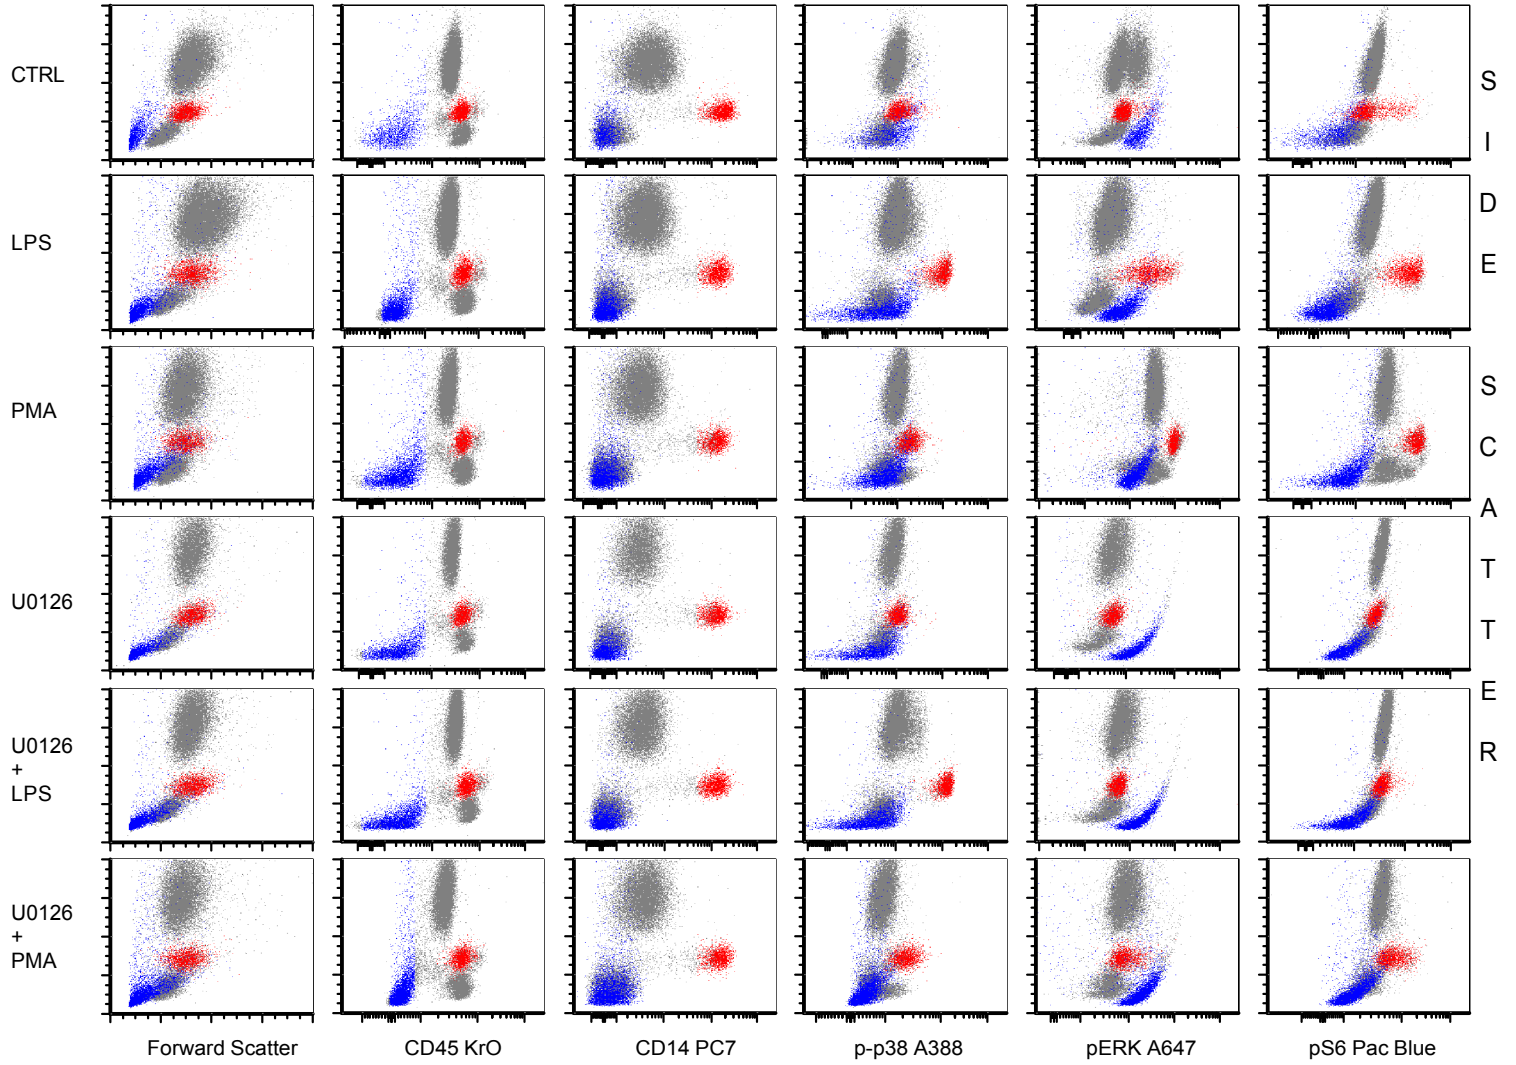 CTRL
LPS
PMA
U0126
U0126
+
LPS
U0126
+
PMA
Forward Scatter
CD45 KrO
CD14 PC7
p-p38 A388
pERK A647
pS6 Pac Blue
S
I
D
E
S
C
A
T
T
E
R